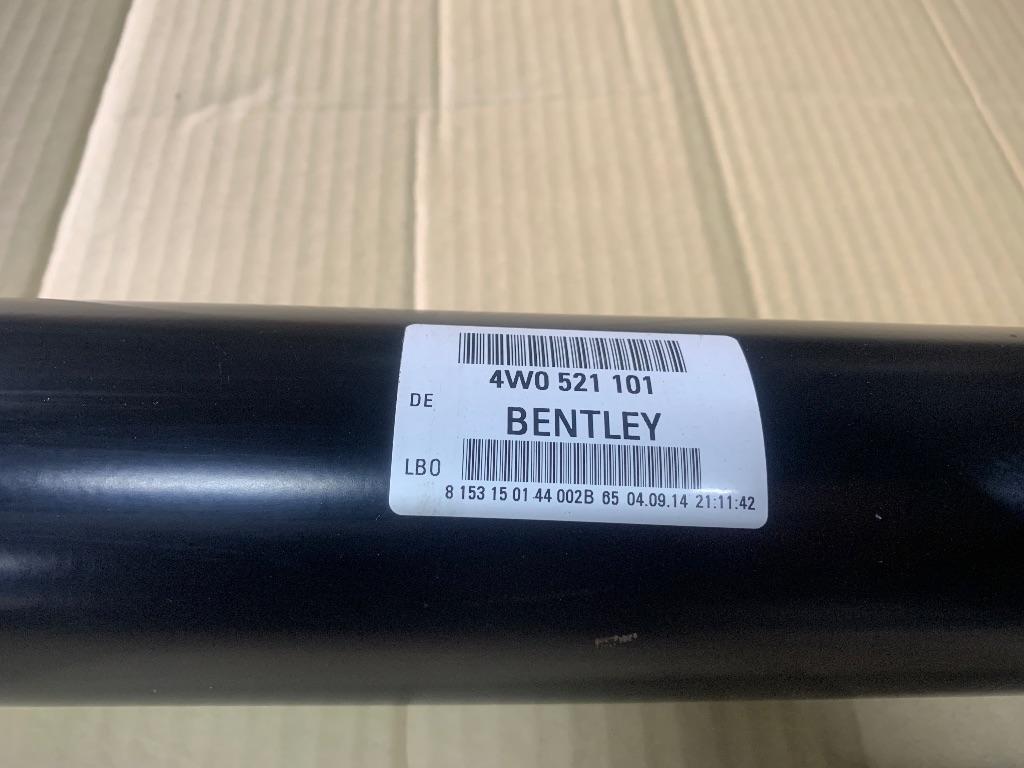 4W0 521 101
DE
BENTLEY
LB0
8 153 15 01 44 002B 65 04.09.14 21:11:42